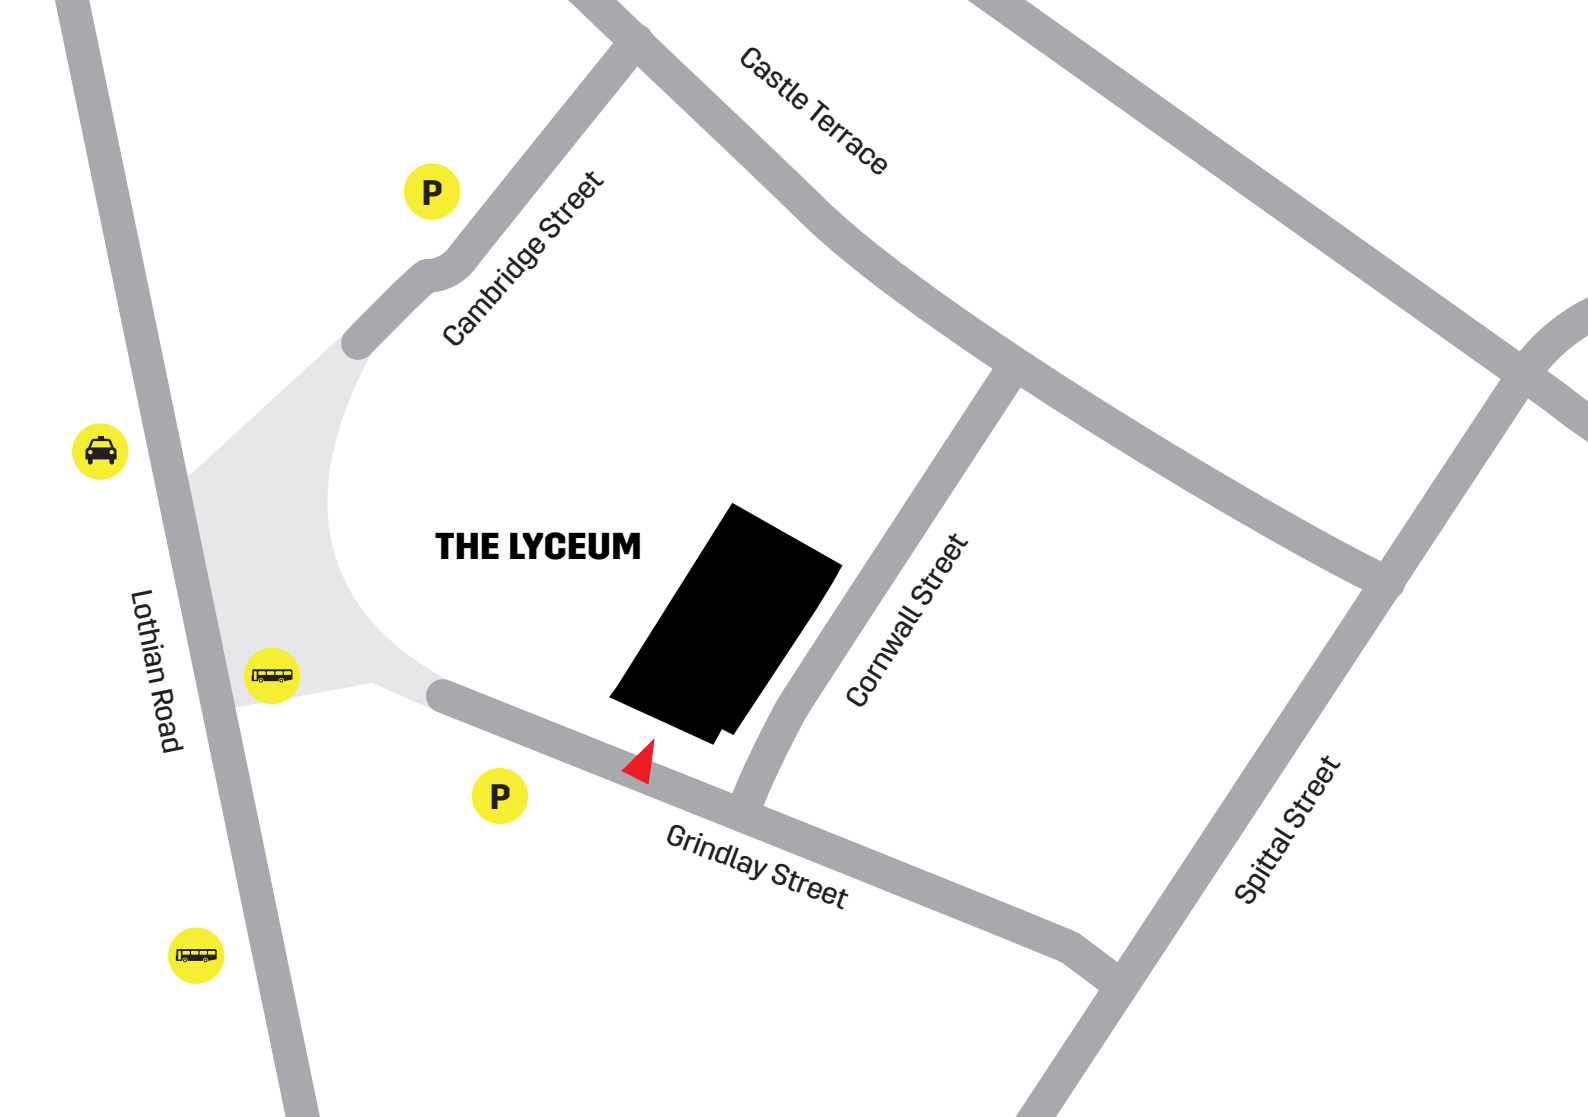 Castle Terrace
P
Cambridge Street
THE LYCEUM
Cornwall Street
Lothian Road
P
Grindlay Street
Spittal Street